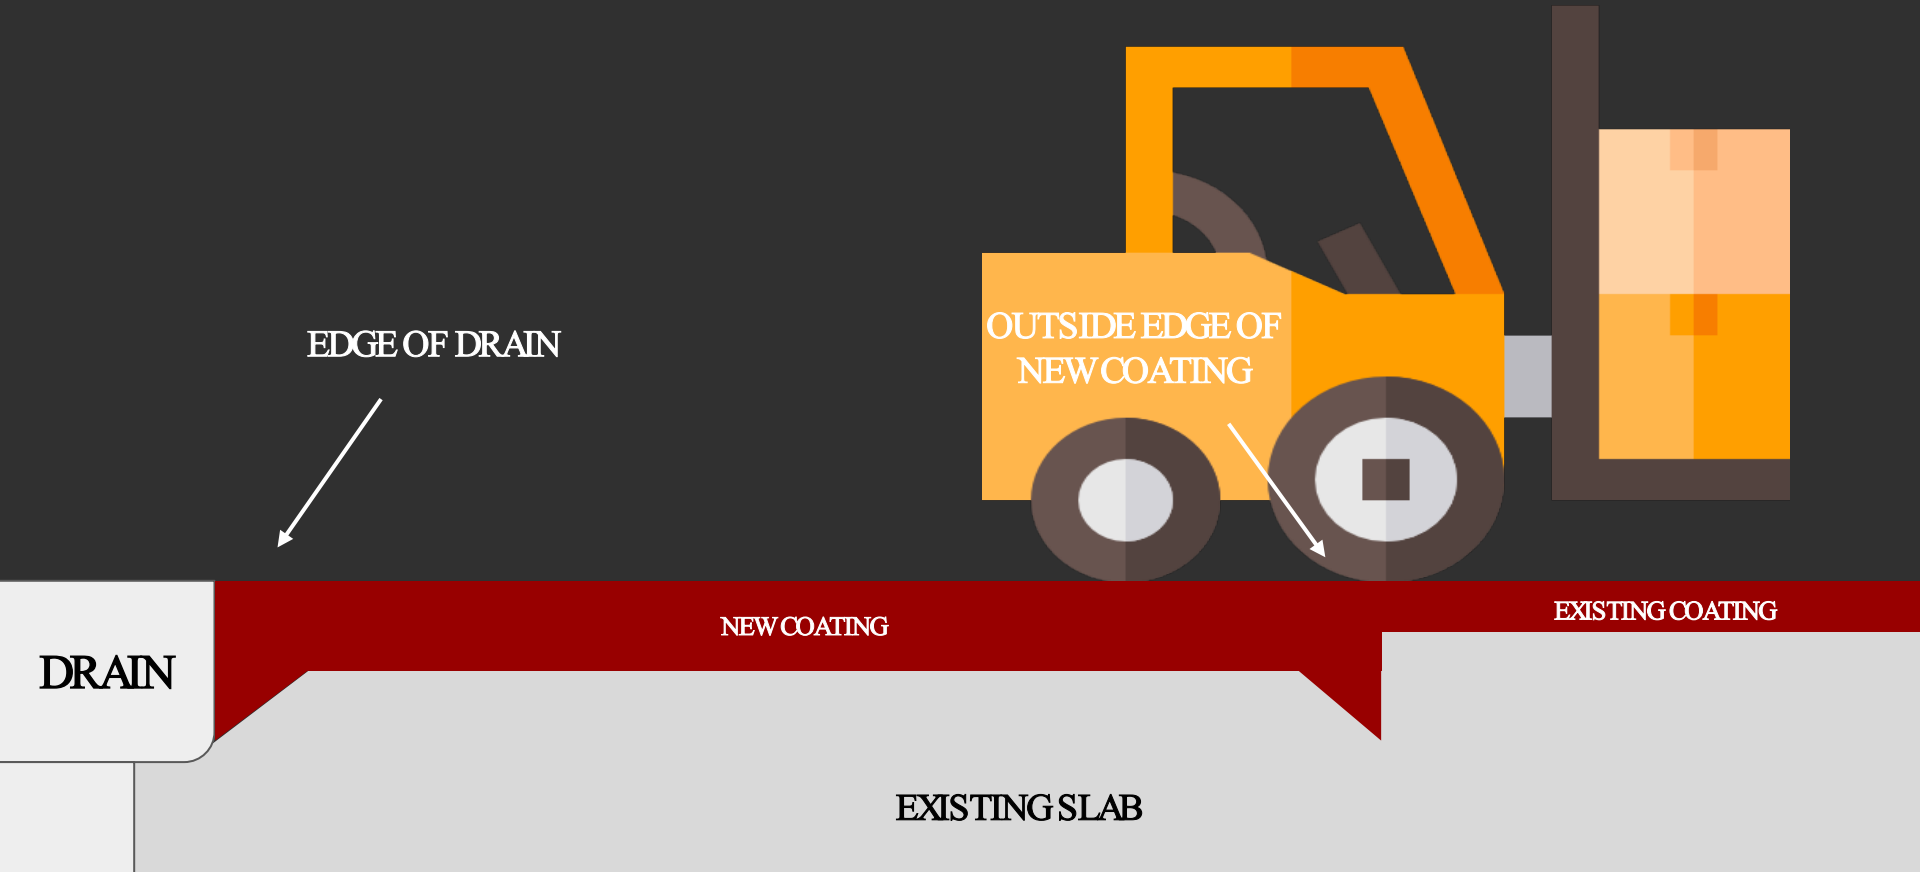 EDGE OF DRAIN
OUTSIDE EDGE OF
NEW COATING
NEW COATING
EXISTING COATING
DRAIN
EXISTING SLAB